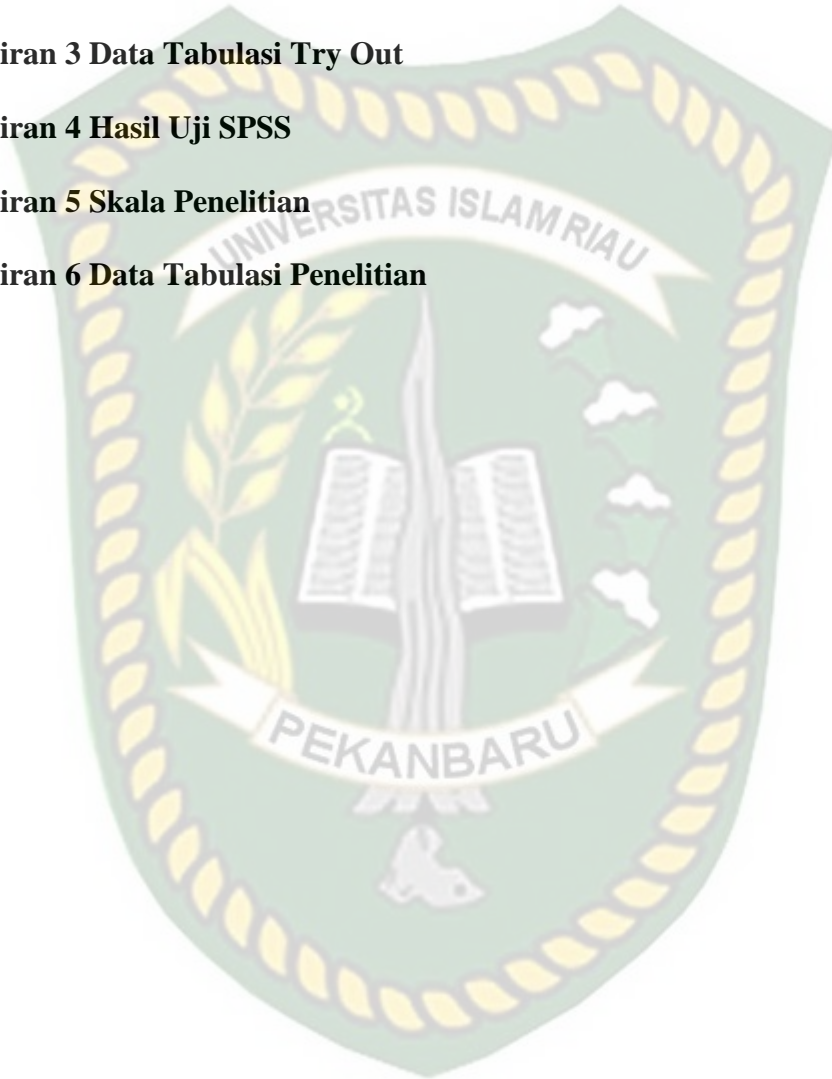 iran 3 Data Tabulasi Try Out
iran 4 Hasil Uji SPSS
iran 5 Skala Penelitian
iran 6 Data Tabulasi Penelitian
UNIVERSITAS ISLAM RIAU
PEKANBARU